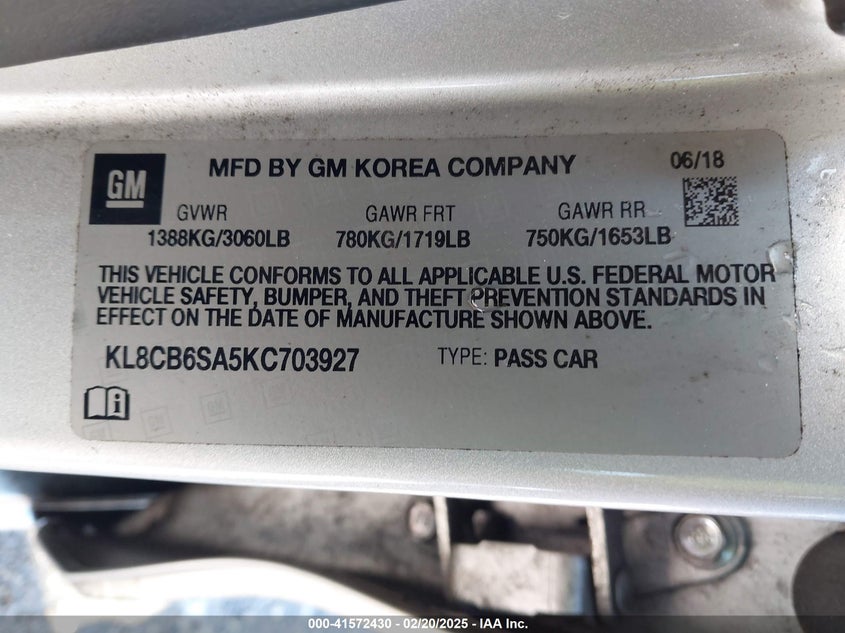 GM
MFD BY GM KOREA COMPANY
06/18
GVWR GAWR FRT GAWR RR
1388KG/3060LB 780KG/1719LB 750KG/1653LB
THIS VEHICLE CONFORMS TO ALL APPLICABLE U.S. FEDERAL MOTOR
VEHICLE SAFETY, BUMPER, AND THEFT PREVENTION STANDARDS IN
EFFECT ON THE DATE OF MANUFACTURE SHOWN ABOVE.
KL8CB6SA5KC703927 TYPE: PASS CAR
000-41572430 - 02/20/2025 - IAA Inc.